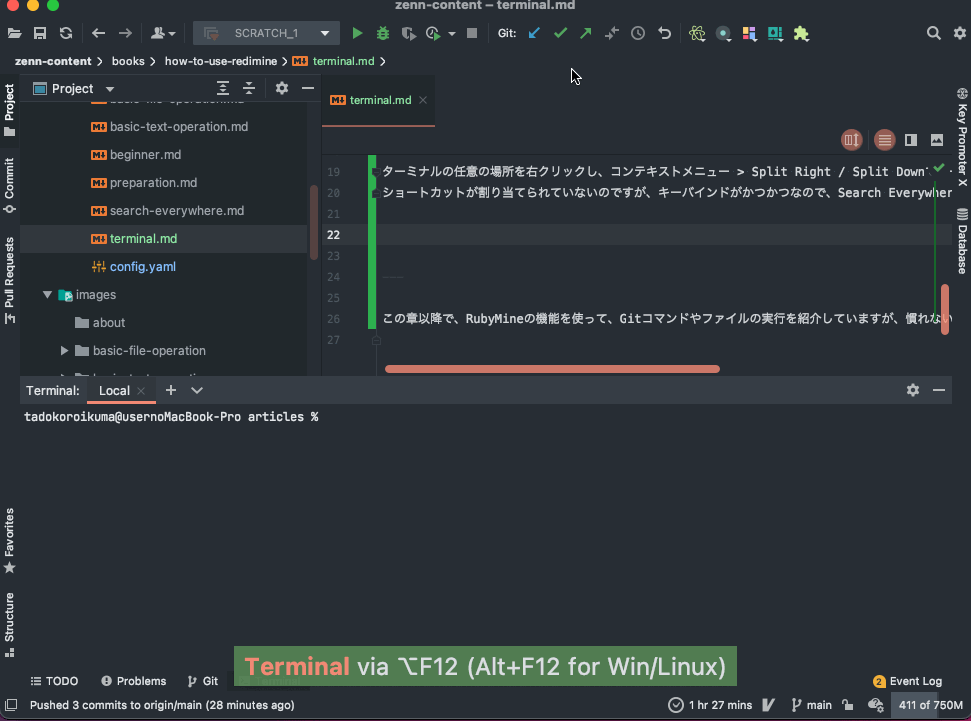 zenn-content – terminal.md
SCRATCH_1
Git:
zenn-content
books
how-to-use-redimine
terminal.md
Project
Project
terminal.md
basic-text-operation.md
beginner.md
preparation.md
search-everywhere.md
terminal.md
config.yaml
images
about
basic-file-operation
19 ターミナルの任意の場所を右クリックし、コンテキストメニュー > Split Right / Split Down
20 ショートカットが割り当てられていないのですが、キーバインドがかつかつなので、Search Everywher
21
22
23
24
25
26 この章以降で、RubyMineの機能を使って、Gitコマンドやファイルの実行を紹介していますが、慣れない
27
Commit
Pull Requests
Key Promoter X
Database
Terminal:
Local
tadokoroikuma@usernoMacBook-Pro articles %
Favorites
Structure
Terminal via ⌥F12 (Alt+F12 for Win/Linux)
TODO
Problems
Git
2 Event Log
Pushed 3 commits to origin/main (28 minutes ago)
1 hr 27 mins
main
411 of 750M